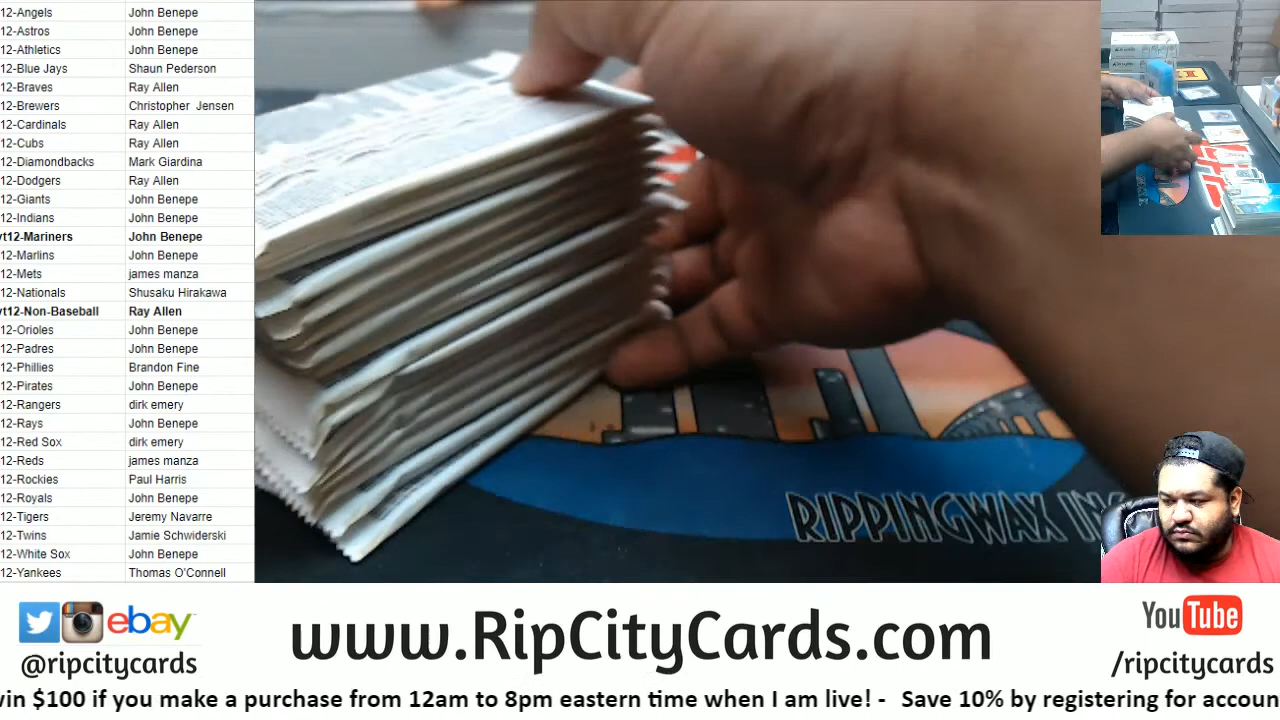 12-Angels John Benepe
12-Astros John Benepe
12-Athletics John Benepe
12-Blue Jays Shaun Pederson
12-Braves Ray Allen
12-Brewers Christopher Jensen
12-Cardinals Ray Allen
12-Cubs Ray Allen
12-Diamondbacks Mark Giardina
12-Dodgers Ray Allen
12-Giants John Benepe
12-Indians John Benepe
t12-Mariners John Benepe
12-Marlins John Benepe
12-Mets james manza
12-Nationals Shusaku Hirakawa
t12-Non-Baseball Ray Allen
12-Orioles John Benepe
12-Padres John Benepe
12-Phillies Brandon Fine
12-Pirates John Benepe
12-Rangers dirk emery
12-Rays John Benepe
12-Red Sox dirk emery
12-Reds james manza
12-Rockies Paul Harris
12-Royals John Benepe
12-Tigers Jeremy Navarre
12-Twins Jamie Schwiderski
12-White Sox John Benepe
12-Yankees Thomas O'Connell
RIPPINGWAX IN
ebay
@ripcitycards
www.RipCityCards.com
YouTube
/ripcitycards
win $100 if you make a purchase from 12am to 8pm eastern time when I am live! - Save 10% by registering for accoun